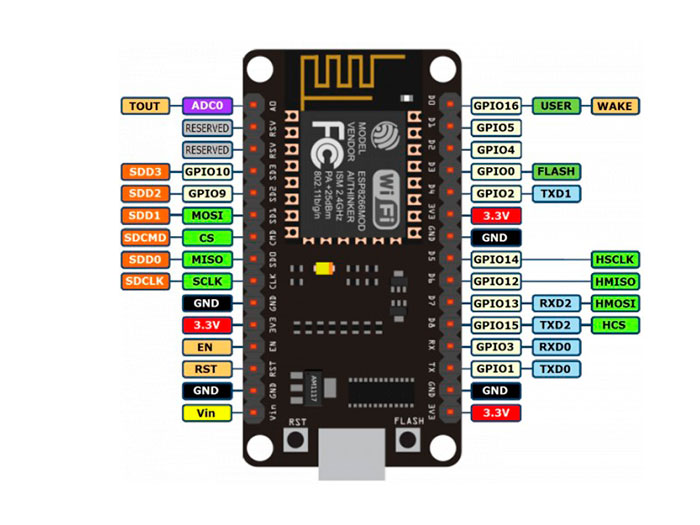 TOUT ADC0 A0 D0 GPIO16 USER WAKE
RESERVED RSV D1 GPIO5
RESERVED RSV D2 GPIO4
SDD3 GPIO10 SD3 D3 GPIO0 FLASH
SDD2 GPIO9 SD2 D4 GPIO2 TXD1
SDD1 MOSI SD1 3V3 3.3V
SDCMD CS CMD GND GND
SDD0 MISO SD0 D5 GPIO14 HSCLK
SDCLK SCLK CLK D6 GPIO12 HMISO
GND GND D7 GPIO13 RXD2 HMOSI
3.3V 3V3 D8 GPIO15 TXD2 HCS
EN EN RX GPIO3 RXD0
RST RST TX GPIO1 TXD0
GND GND GND GND
Vin Vin 3V3 3.3V
MODEL ESP8266MOD
VENDOR AI/THINKER
ISM 2.4GHz
PA +25dBm
802.11b/g/n
FC
Wi Fi
AM1117
RST FLASH